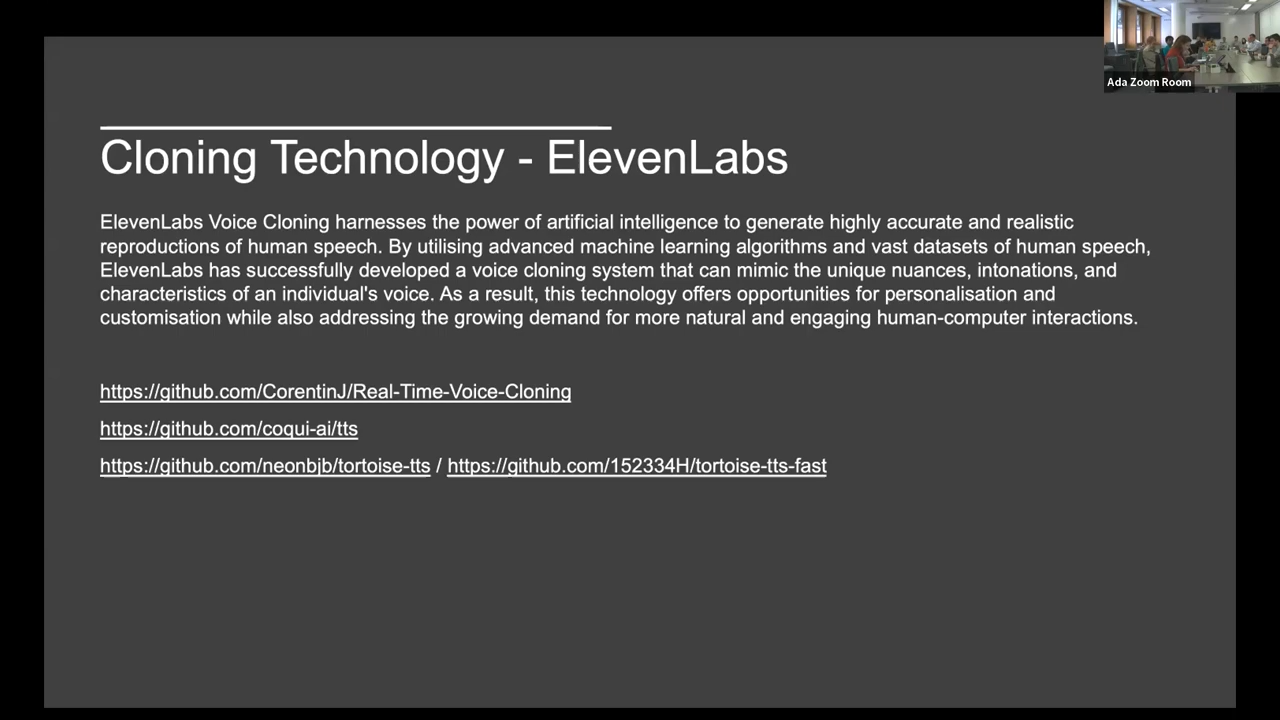 Ada Zoom Room
Cloning Technology - ElevenLabs
ElevenLabs Voice Cloning harnesses the power of artificial intelligence to generate highly accurate and realistic
reproductions of human speech. By utilising advanced machine learning algorithms and vast datasets of human speech,
ElevenLabs has successfully developed a voice cloning system that can mimic the unique nuances, intonations, and
characteristics of an individual's voice. As a result, this technology offers opportunities for personalisation and
customisation while also addressing the growing demand for more natural and engaging human-computer interactions.
https://github.com/CorentinJ/Real-Time-Voice-Cloning
https://github.com/coqui-ai/tts
https://github.com/neonbjb/tortoise-tts / https://github.com/152334H/tortoise-tts-fast